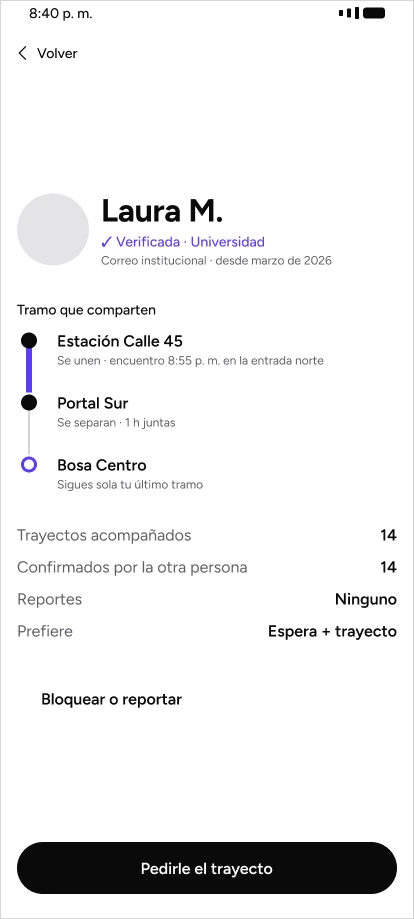 8:40 p. m.
Volver
Laura M.
✓ Verificada · Universidad
Correo institucional · desde marzo de 2026
Tramo que comparten
Estación Calle 45
Se unen · encuentro 8:55 p. m. en la entrada norte
Portal Sur
Se separan · 1 h juntas
Bosa Centro
Sigues sola tu último tramo
Trayectos acompañados 14
Confirmados por la otra persona 14
Reportes Ninguno
Prefiere Espera + trayecto
Bloquear o reportar
Pedirle el trayecto